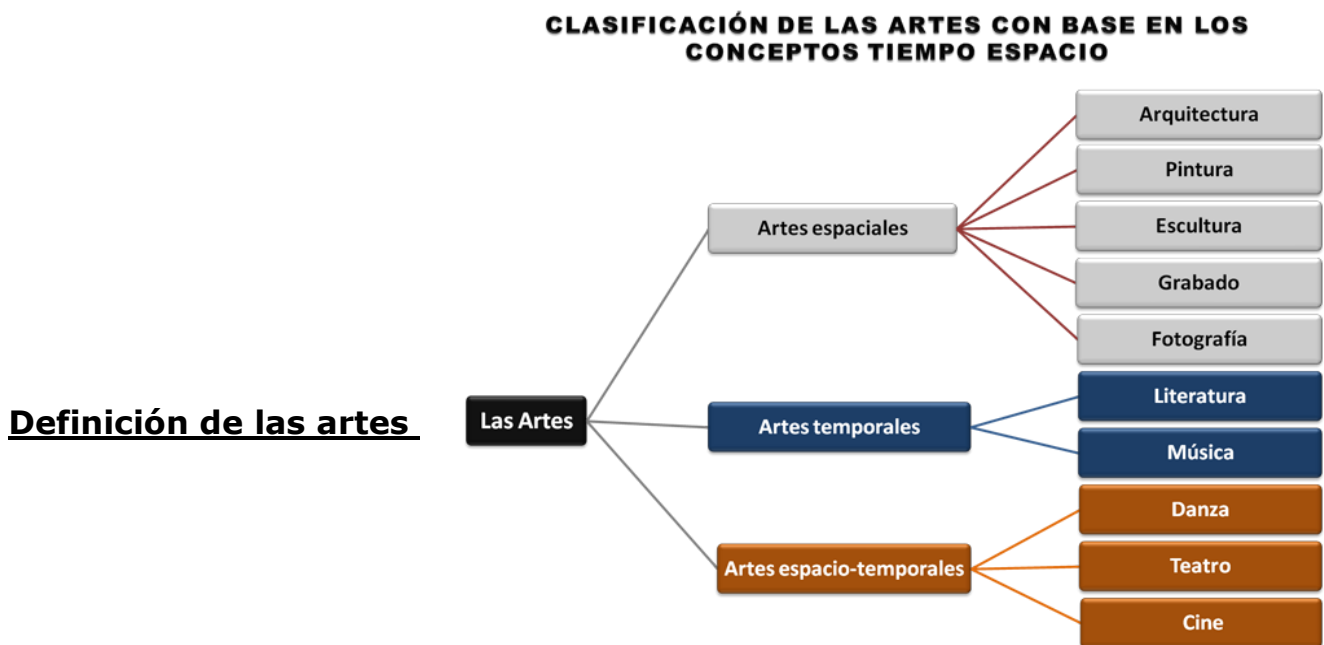 CLASIFICACIÓN DE LAS ARTES CON BASE EN LOS
CONCEPTOS TIEMPO ESPACIO
Definición de las artes
Las Artes
Artes espaciales
Arquitectura
Pintura
Escultura
Grabado
Fotografía
Artes temporales
Literatura
Música
Artes espacio-temporales
Danza
Teatro
Cine